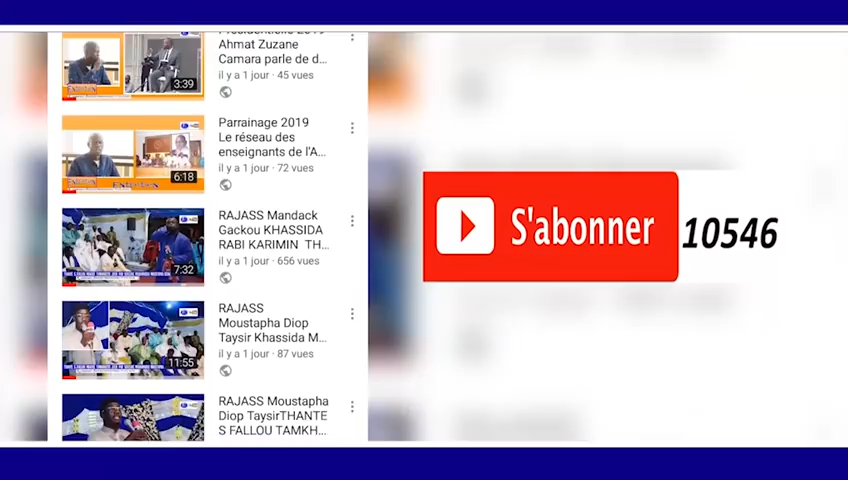 Présidentielle 2019
Ahmat Zuzane
Camara parle de d...
il y a 1 jour · 45 vues
3:39
Parrainage 2019
Le réseau des
enseignants de l'A...
il y a 1 jour · 72 vues
6:18
RAJASS Mandack
Gackou KHASSIDA
RABI KARIMIN TH...
il y a 1 jour · 656 vues
7:32
RAJASS
Moustapha Diop
Taysir Khassida M...
il y a 1 jour · 87 vues
11:55
RAJASS Moustapha
Diop TaysirTHANTE
S FALLOU TAMKH...
S'abonner
10546